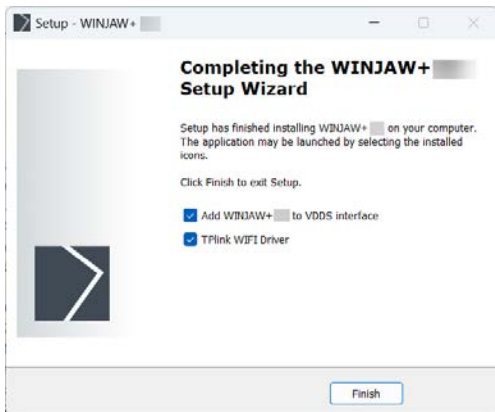 Setup - WINJAW+
Completing the WINJAW+
Setup Wizard
Setup has finished installing WINJAW+ on your computer.
The application may be launched by selecting the installed
icons.
Click Finish to exit Setup.
Add WINJAW+ to VDDS interface
TPlink WIFI Driver
Finish